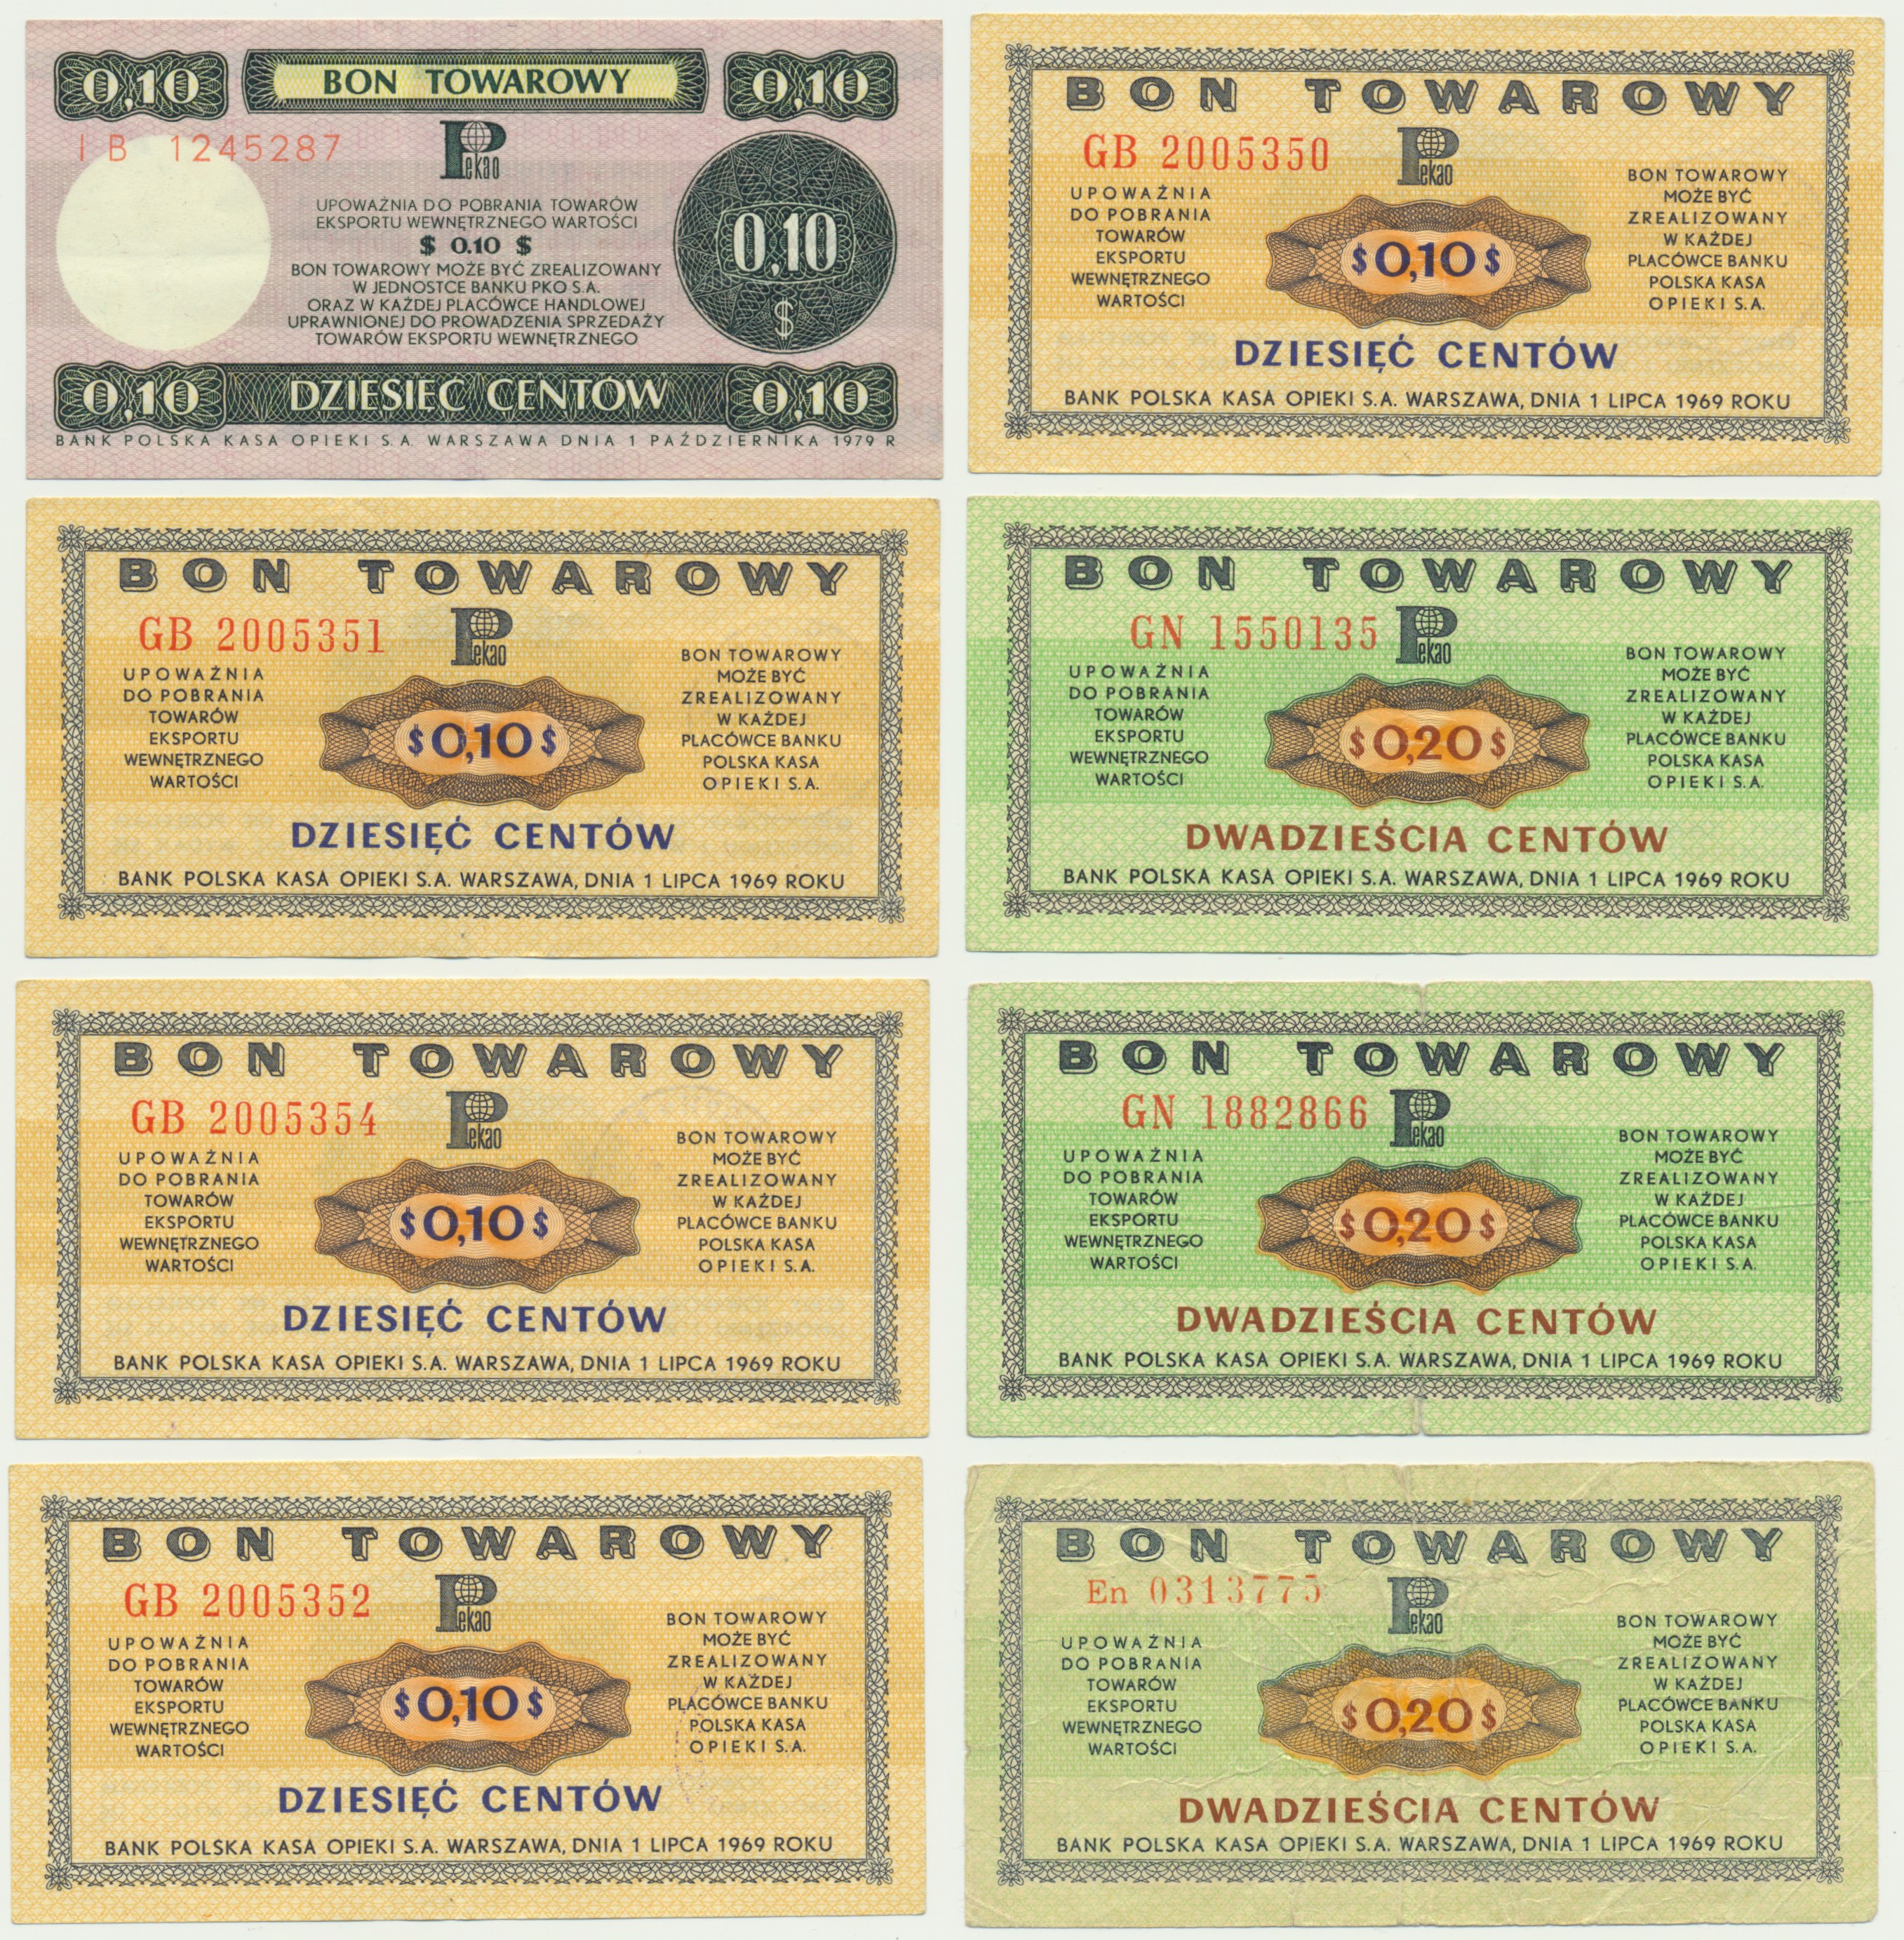 0,10 BON TOWAROWY 0,10
I B 1245287
Pekao
UPOWAŻNIA DO POBRANIA TOWARÓW
EKSPORTU WEWNĘTRZNEGO WARTOŚCI
$ 0.10 $
BON TOWAROWY MOŻE BYĆ ZREALIZOWANY
W JEDNOSTCE BANKU PKO S.A.
ORAZ W KAŻDEJ PLACÓWCE HANDLOWEJ
UPRAWNIONEJ DO PROWADZENIA SPRZEDAŻY
TOWARÓW EKSPORTU WEWNĘTRZNEGO
0,10
$
0,10 DZIESIĘĆ CENTÓW 0,10
BANK POLSKA KASA OPIEKI S.A. WARSZAWA DNIA 1 PAŹDZIERNIKA 1979 R
BON TOWAROWY
GB 2005350
Pekao
UPOWAŻNIA
DO POBRANIA
TOWARÓW
EKSPORTU
WEWNĘTRZNEGO
WARTOŚCI
$0,10$
BON TOWAROWY
MOŻE BYĆ
ZREALIZOWANY
W KAŻDEJ
PLACÓWCE BANKU
POLSKA KASA
OPIEKI S.A.
DZIESIĘĆ CENTÓW
BANK POLSKA KASA OPIEKI S.A. WARSZAWA, DNIA 1 LIPCA 1969 ROKU
BON TOWAROWY
GB 2005351
Pekao
UPOWAŻNIA
DO POBRANIA
TOWARÓW
EKSPORTU
WEWNĘTRZNEGO
WARTOŚCI
$0,10$
BON TOWAROWY
MOŻE BYĆ
ZREALIZOWANY
W KAŻDEJ
PLACÓWCE BANKU
POLSKA KASA
OPIEKI S.A.
DZIESIĘĆ CENTÓW
BANK POLSKA KASA OPIEKI S.A. WARSZAWA, DNIA 1 LIPCA 1969 ROKU
BON TOWAROWY
GN 1550135
Pekao
UPOWAŻNIA
DO POBRANIA
TOWARÓW
EKSPORTU
WEWNĘTRZNEGO
WARTOŚCI
$0,20$
BON TOWAROWY
MOŻE BYĆ
ZREALIZOWANY
W KAŻDEJ
PLACÓWCE BANKU
POLSKA KASA
OPIEKI S.A.
DWADZIEŚCIA CENTÓW
BANK POLSKA KASA OPIEKI S.A. WARSZAWA, DNIA 1 LIPCA 1969 ROKU
BON TOWAROWY
GB 2005354
Pekao
UPOWAŻNIA
DO POBRANIA
TOWARÓW
EKSPORTU
WEWNĘTRZNEGO
WARTOŚCI
$0,10$
BON TOWAROWY
MOŻE BYĆ
ZREALIZOWANY
W KAŻDEJ
PLACÓWCE BANKU
POLSKA KASA
OPIEKI S.A.
DZIESIĘĆ CENTÓW
BANK POLSKA KASA OPIEKI S.A. WARSZAWA, DNIA 1 LIPCA 1969 ROKU
BON TOWAROWY
GN 1882866
Pekao
UPOWAŻNIA
DO POBRANIA
TOWARÓW
EKSPORTU
WEWNĘTRZNEGO
WARTOŚCI
$0,20$
BON TOWAROWY
MOŻE BYĆ
ZREALIZOWANY
W KAŻDEJ
PLACÓWCE BANKU
POLSKA KASA
OPIEKI S.A.
DWADZIEŚCIA CENTÓW
BANK POLSKA KASA OPIEKI S.A. WARSZAWA, DNIA 1 LIPCA 1969 ROKU
BON TOWAROWY
GB 2005352
Pekao
UPOWAŻNIA
DO POBRANIA
TOWARÓW
EKSPORTU
WEWNĘTRZNEGO
WARTOŚCI
$0,10$
BON TOWAROWY
MOŻE BYĆ
ZREALIZOWANY
W KAŻDEJ
PLACÓWCE BANKU
POLSKA KASA
OPIEKI S.A.
DZIESIĘĆ CENTÓW
BANK POLSKA KASA OPIEKI S.A. WARSZAWA, DNIA 1 LIPCA 1969 ROKU
BON TOWAROWY
En 0313775
Pekao
UPOWAŻNIA
DO POBRANIA
TOWARÓW
EKSPORTU
WEWNĘTRZNEGO
WARTOŚCI
$0,20$
BON TOWAROWY
MOŻE BYĆ
ZREALIZOWANY
W KAŻDEJ
PLACÓWCE BANKU
POLSKA KASA
OPIEKI S.A.
DWADZIEŚCIA CENTÓW
BANK POLSKA KASA OPIEKI S.A. WARSZAWA, DNIA 1 LIPCA 1969 ROKU